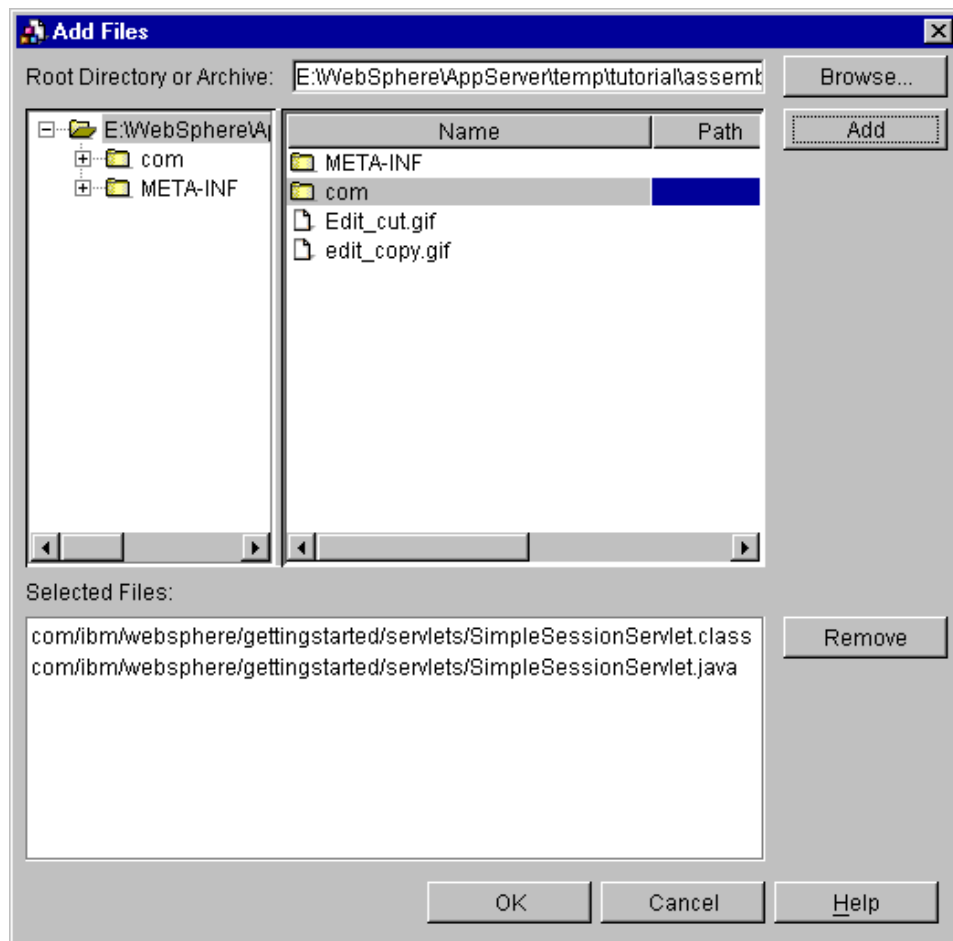 Add Files
Root Directory or Archive: E:\WebSphere\AppServer\temp\tutorial\assemb Browse...
E:\WebSphere\Ap Name Path Add
com META-INF
META-INF com
Edit_cut.gif
edit_copy.gif
Selected Files:
com/ibm/websphere/gettingstarted/servlets/SimpleSessionServlet.class Remove
com/ibm/websphere/gettingstarted/servlets/SimpleSessionServlet.java
OK Cancel Help